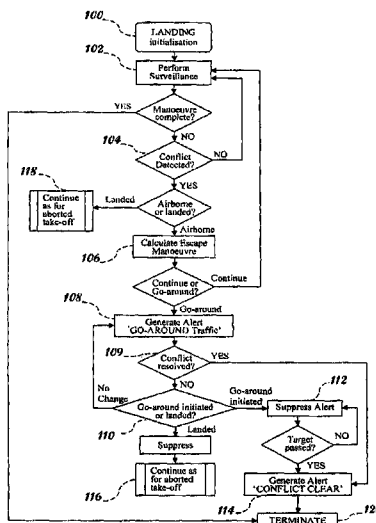 100
LANDING
initialisation
102
Perform
Surveillance
YES
Manoeuvre
complete?
NO
104
Conflict
Detected?
NO
118
YES
Continue
as for
aborted
take-off
Landed
Airborne
or landed?
Airborne
106
Calculate Escape
Manoeuvre
Continue or
Go-around?
Continue
108
Go-around
Generate Alert
'GO-AROUND Traffic'
109
Conflict
resolved?
YES
No
Change
NO
Go-around
initiated
112
Go-around initiated
or landed?
Suppress Alert
110
Landed
Suppress
Target
passed?
NO
Continue
as for aborted
take-off
YES
116
Generate Alert
'CONFLICT CLEAR'
114
TERMINATE
12